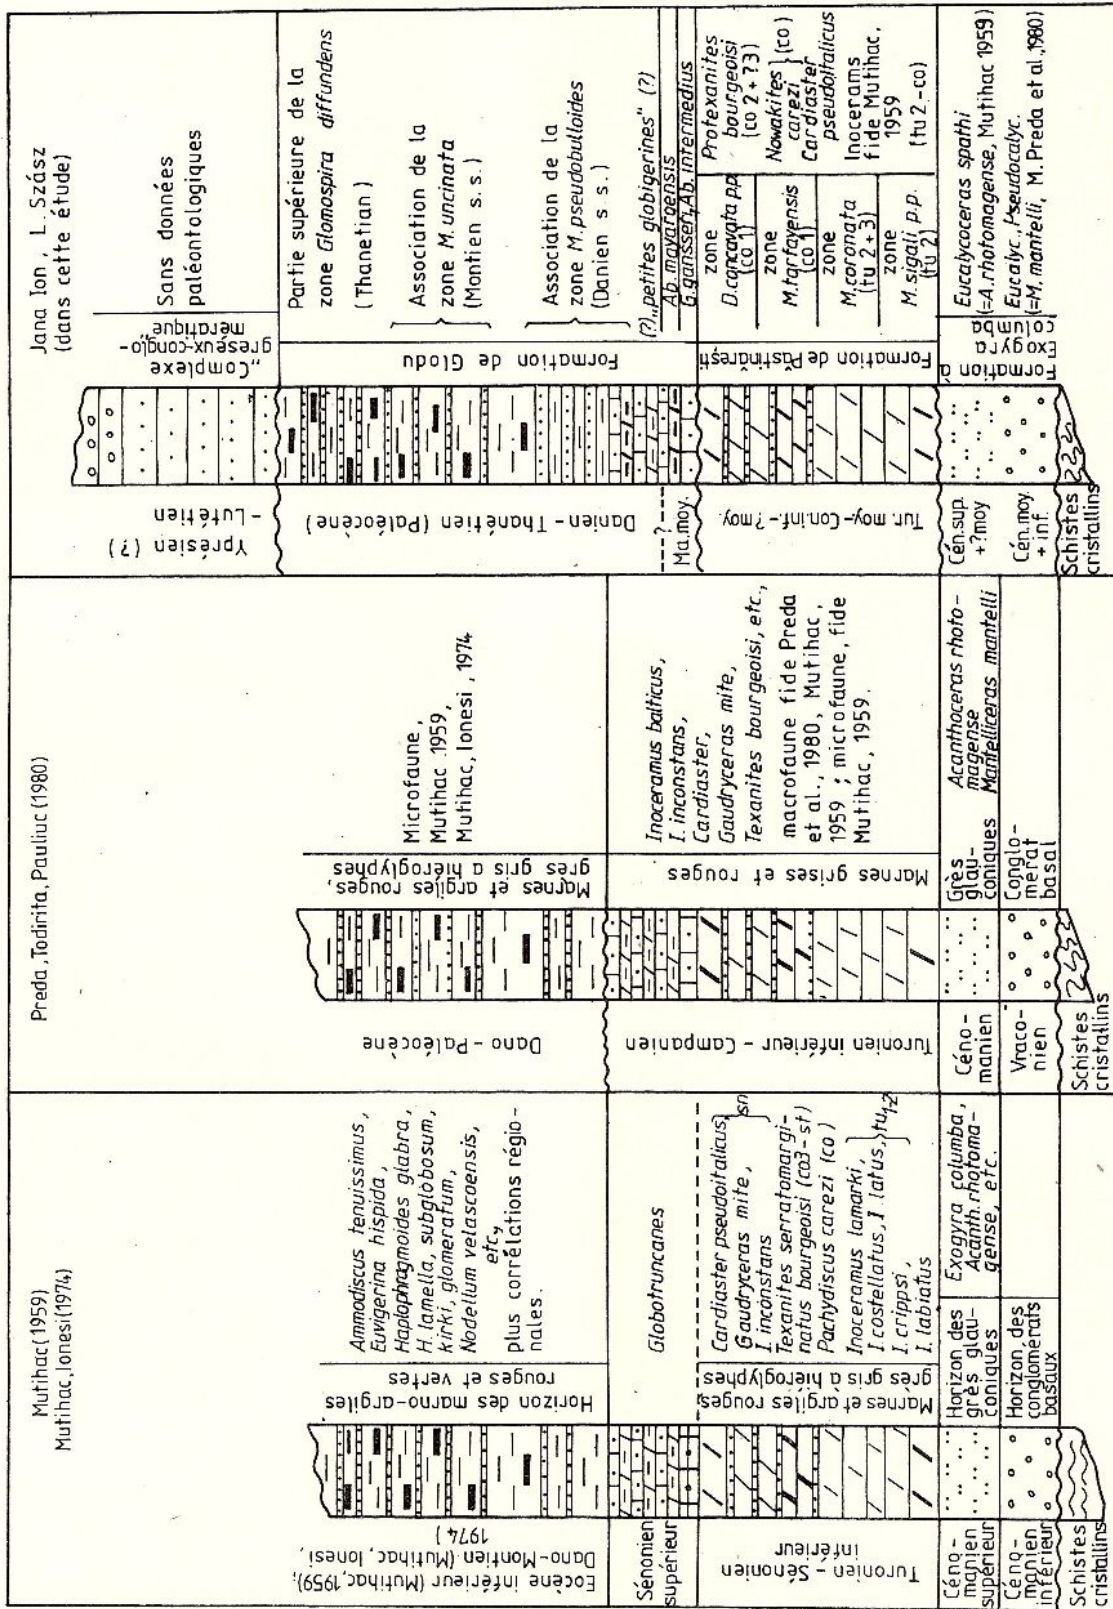 Mutihac(1959)
Mutihac,Ionesi(1974)
Eocène inférieur (Mutihac,1959);
Dano-Montien (Mutihac, Ionesi,
1974)
Horizon des marno-argiles
rouges et vertes
Ammodiscus tenuissimus,
Euvigerina hispida,
Haplophragmoides glabra,
H. lamella, subglobosum,
kirki, glomeratum,
Nodellum velascoensis,
etc,
plus corrélations régio-
nales.
Sénonien
supérieur
Globotruncanes
Turonien - Sénonien
inférieur
Marnes et argiles rouges,
grès gris a hiéroglyphes
Cardiaster pseudoitalicus,
Gaudryceras mite,
I. inconstans
}sn
Texanites serratomargi-
natus bourgeoisi (co3-st)
Pachydiscus carezi (co)
Inoceramus lamarki,
I. costellatus, I. latus,
I. crippsi,
I. labiatus
}tu1-2
Céno-
manien
supérieur
Horizon des
grès glau-
coniques
Exogyra columba,
Acanth. rhotoma-
gense, etc.
Céno-
manien
inférieur
Horizon des
conglomérats
basaux
Schistes
cristallins
Preda, Todirita, Pauliuc (1980)
Dano - Paléocène
Marnes et argiles rouges,
grès gris a hiéroglyphes
Microfaune,
Mutihac 1959,
Mutihac, Ionesi, 1974
Turonien inférieur - Campanien
Marnes grises et rouges
Inoceramus balticus,
I. inconstans,
Cardiaster,
Gaudryceras mite,
Texanites bourgeoisi, etc.,
macrofaune fide Preda
et al., 1980, Mutihac,
1959 ; microfaune, fide
Mutihac, 1959.
Céno-
manien
Grès
glau-
coniques
Acanthoceras rhoto-
magense
Mantelliceras mantelli
Vraco-
nien
Conglo-
mérat
basal
Schistes
cristallins
Jana Ion, L. Szász
(dans cette étude)
Yprésien (?)
- Lutétien
„Complexe
greseux-conglo-
mératique"
Sans données
paléontologiques
Danien - Thanétien (Paléocène)
Formation de Glodu
Partie supérieure de la
zone Glomospira diffundens
(Thanetian)
Association de la
zone M. uncinata
(Montien s.s.)
Association de la
zone M. pseudobulloides
(Danien s.s.)
?
(?)„petites globigerines" (?)
Ma.moy.
Ab. mayaroensis
G. gansseri, Ab. intermedius
Tur. moy.-Con. inf.-?moy.
Formation de Păstinăreşti
zone
D. concavata p.p.
(co 1)
zone
M. tarfayensis
(co 1)
zone
M. coronata
(tu 2+3)
zone
M. sigali p.p.
(tu 2)
Protexanites
bourgeoisi
(co 2+?3)
Nowakites
carezi
}(co)
Cardiaster
pseudoitalicus
Inocerams
fide Mutihac,
1959
(tu 2-co)
Cén. sup.
+?moy
Cén. moy.
+ inf.
Formation à
Exogyra
columba
Eucalycoceras spathi
(=A. rhotomagense, Mutihac 1959)
Eucalyc., Pseudocalyc.
(=M. mantelli, M. Preda et al., 1980)
Schistes
cristallins